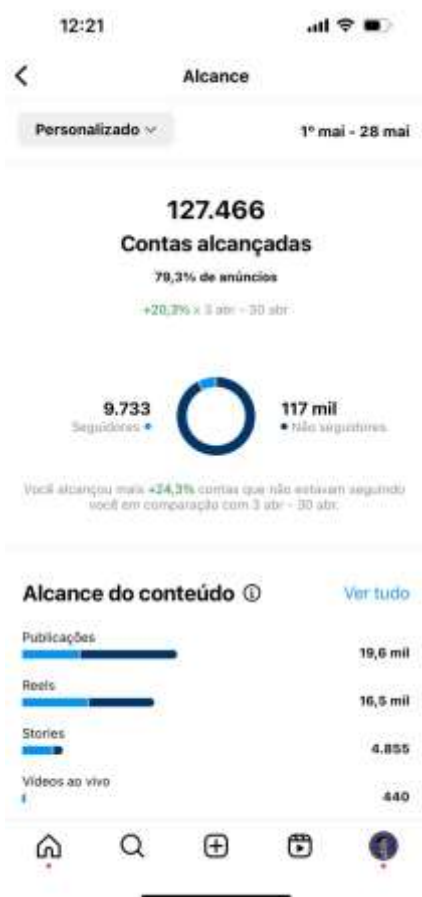 12:21
Alcance
Personalizado
1º mai - 28 mai
127.466
Contas alcançadas
79,3% de anúncios
+20,3% x 3 abr - 30 abr
9.733
Seguidores
117 mil
Não seguidores
Você alcançou mais +24,3% contas que não estavam seguindo
você em comparação com 3 abr - 30 abr.
Alcance do conteúdo
Ver tudo
Publicações
19,6 mil
Reels
16,5 mil
Stories
4.855
Vídeos ao vivo
440